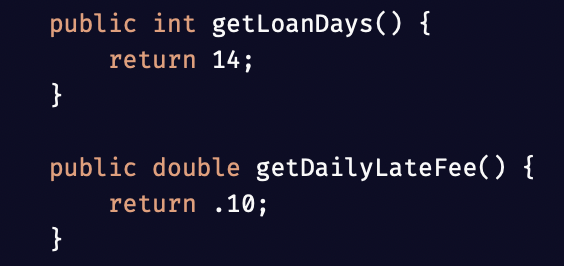 public int getLoanDays() {
    return 14;
}

public double getDailyLateFee() {
    return .10;
}